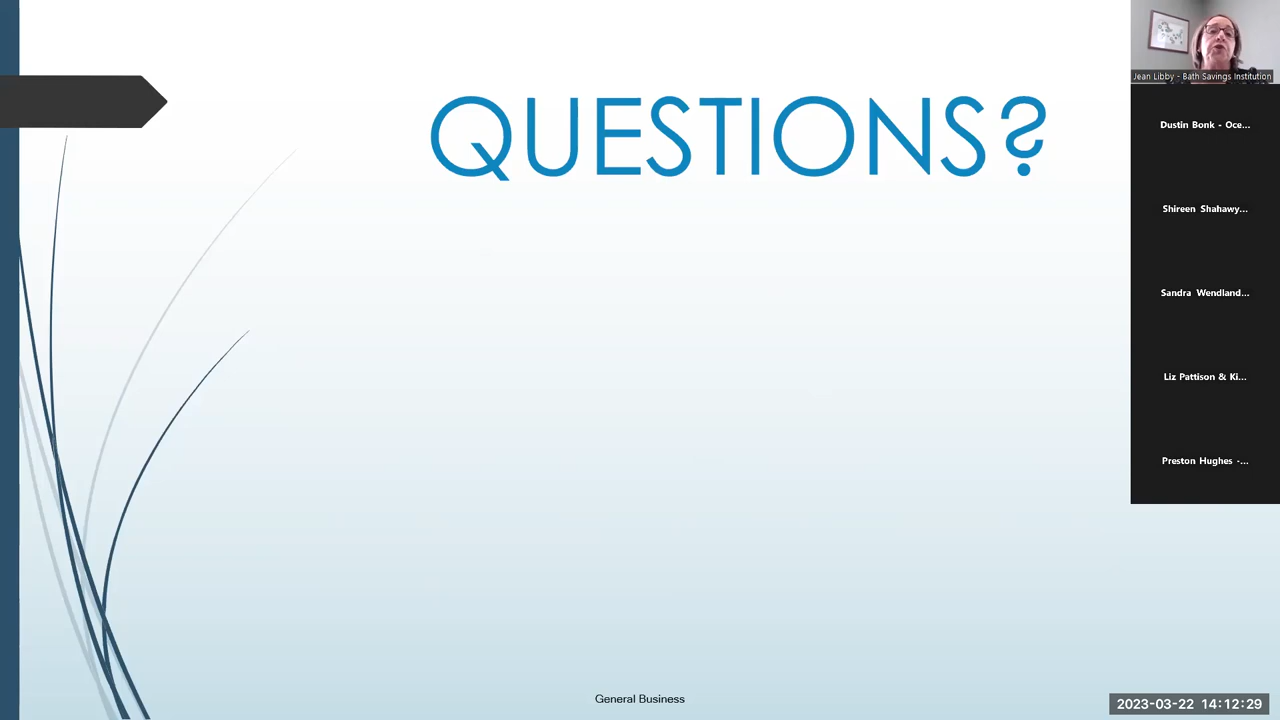 QUESTIONS?
Jean Libby - Bath Savings Institution
Dustin Bonk - Oce...
Shireen Shahawy...
Sandra Wendland...
Liz Pattison & Ki...
Preston Hughes -...
General Business
2023-03-22 14:12:29